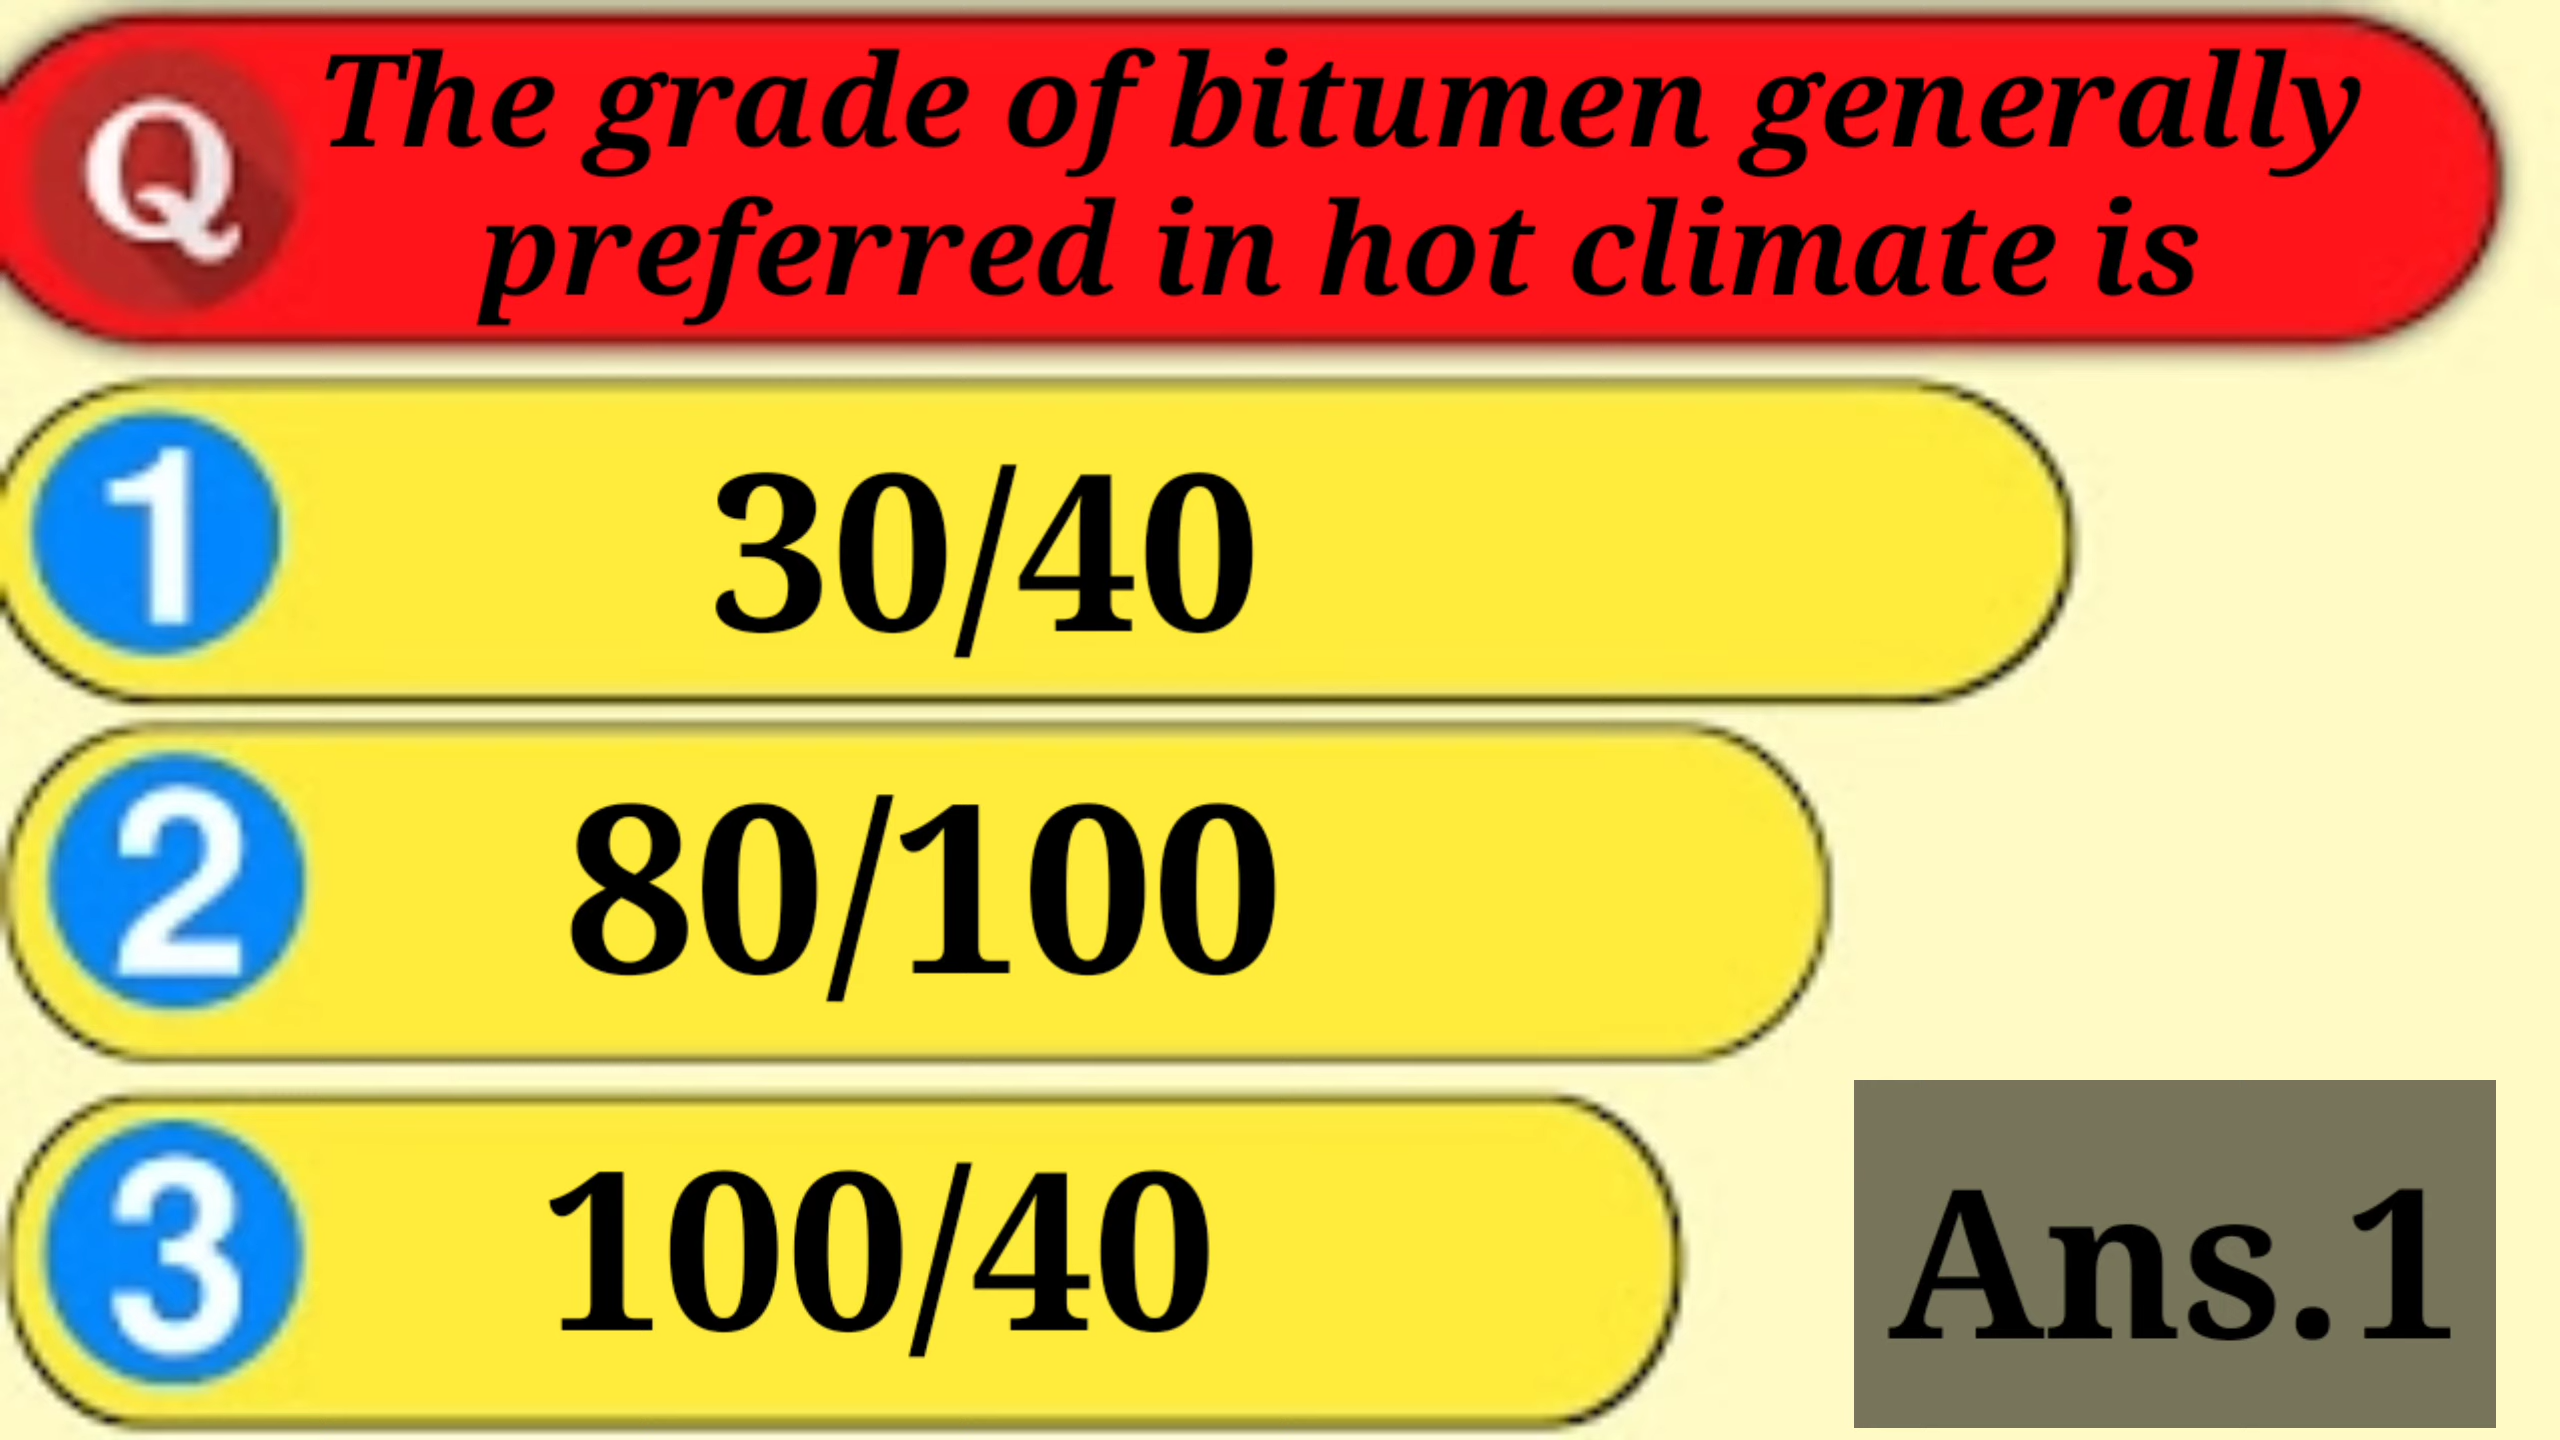 Q
The grade of bitumen generally
preferred in hot climate is
1
30/40
2
80/100
3
100/40
Ans.1